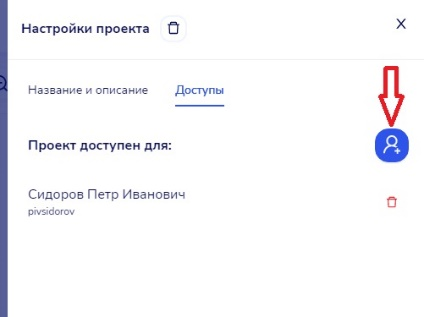 Настройки проекта
Название и описание Доступы
Проект доступен для:
Сидоров Петр Иванович
pivsidorov